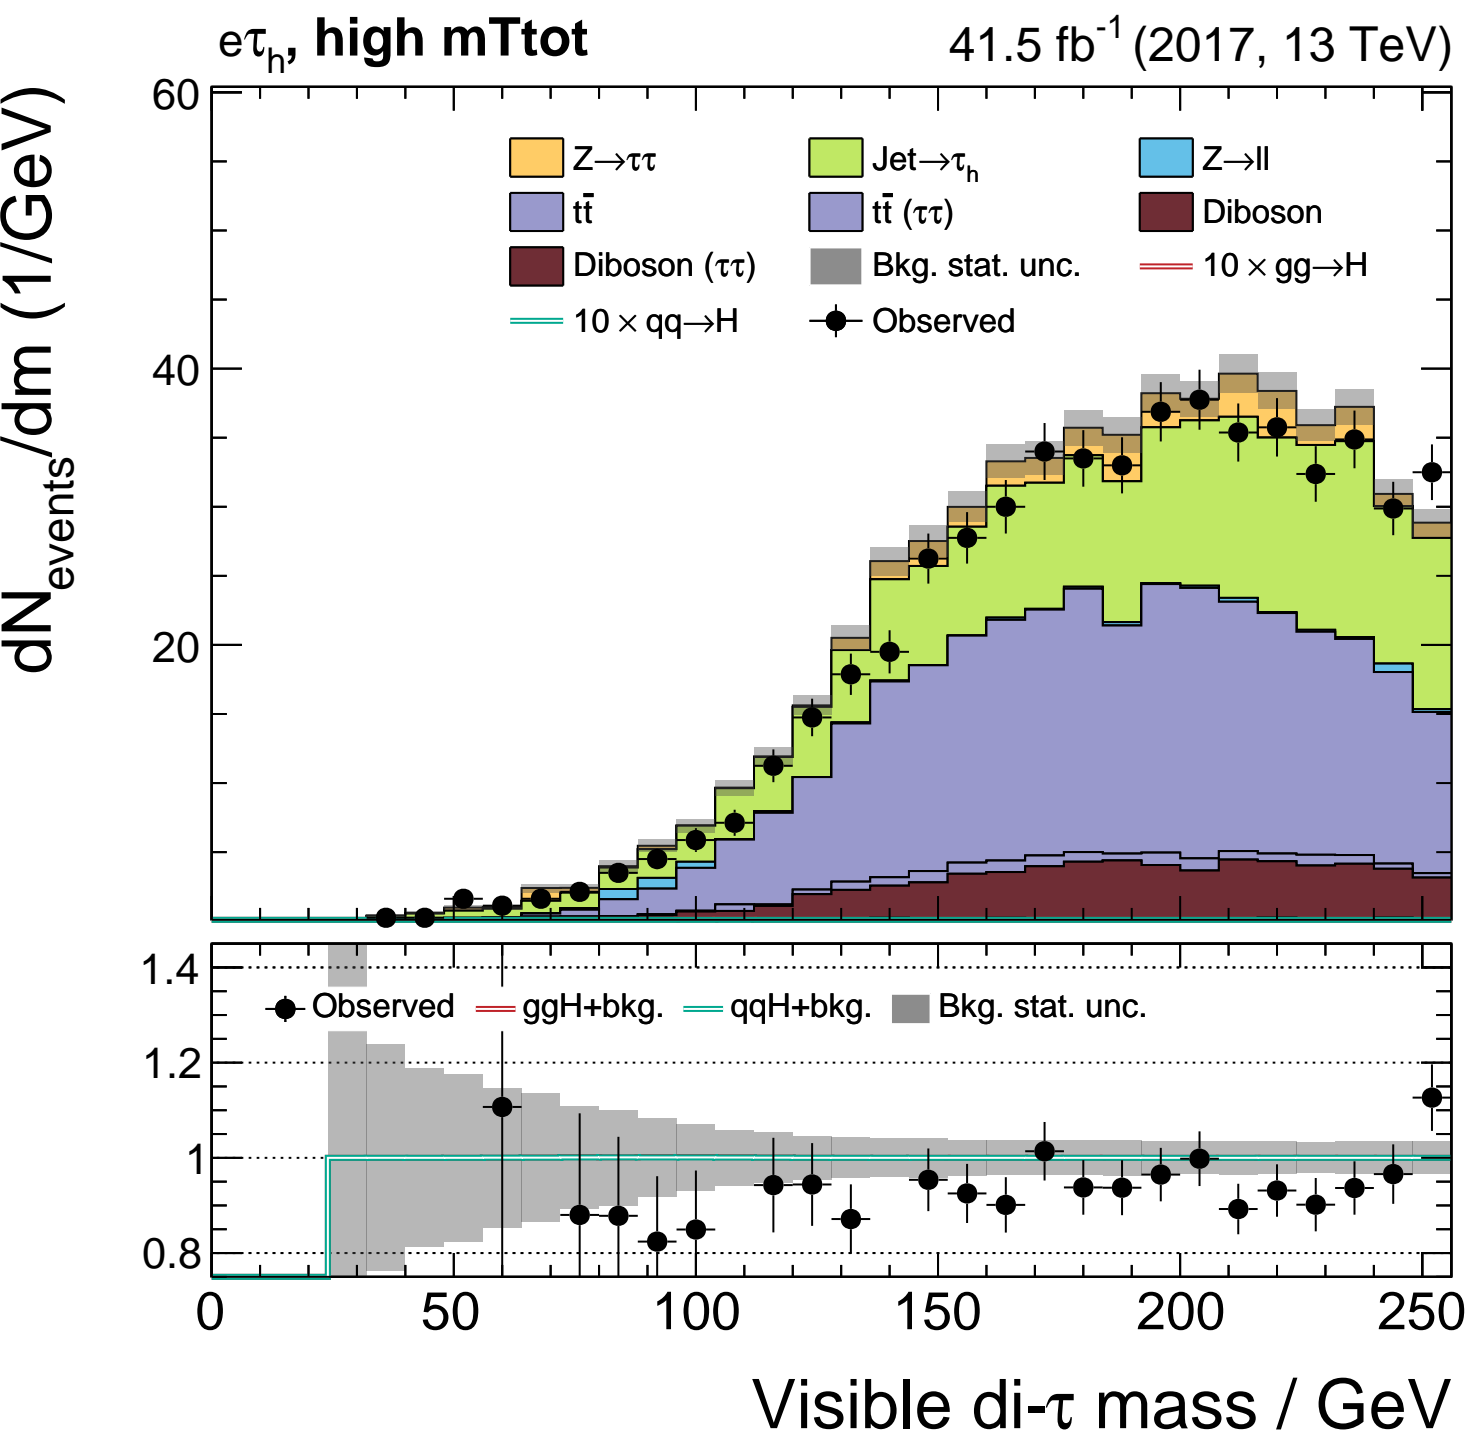 eτh, high mTtot 41.5 fb-1 (2017, 13 TeV)
dNevents/dm (1/GeV)
60
40
20
Z→ττ Jet→τh Z→ll
tt̄ tt̄ (ττ) Diboson
Diboson (ττ) Bkg. stat. unc. 10 × gg→H
10 × qq→H Observed
1.4
1.2
1
0.8
Observed ggH+bkg. qqH+bkg. Bkg. stat. unc.
0 50 100 150 200 250
Visible di-τ mass / GeV